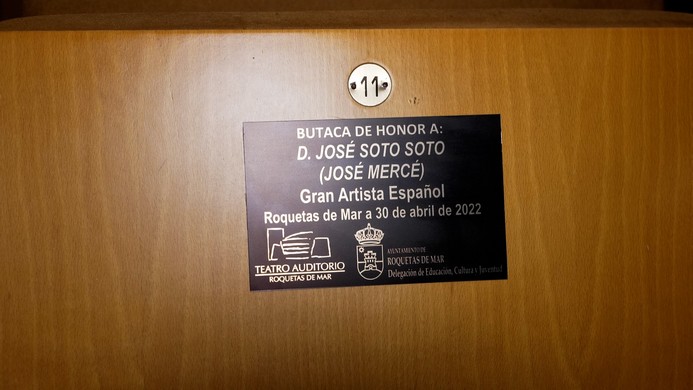 11
BUTACA DE HONOR A:
D. JOSÉ SOTO SOTO
(JOSÉ MERCÉ)
Gran Artista Español
Roquetas de Mar a 30 de abril de 2022
TEATRO AUDITORIO
ROQUETAS DE MAR
AYUNTAMIENTO DE
ROQUETAS DE MAR
Delegación de Educación, Cultura y Juventud